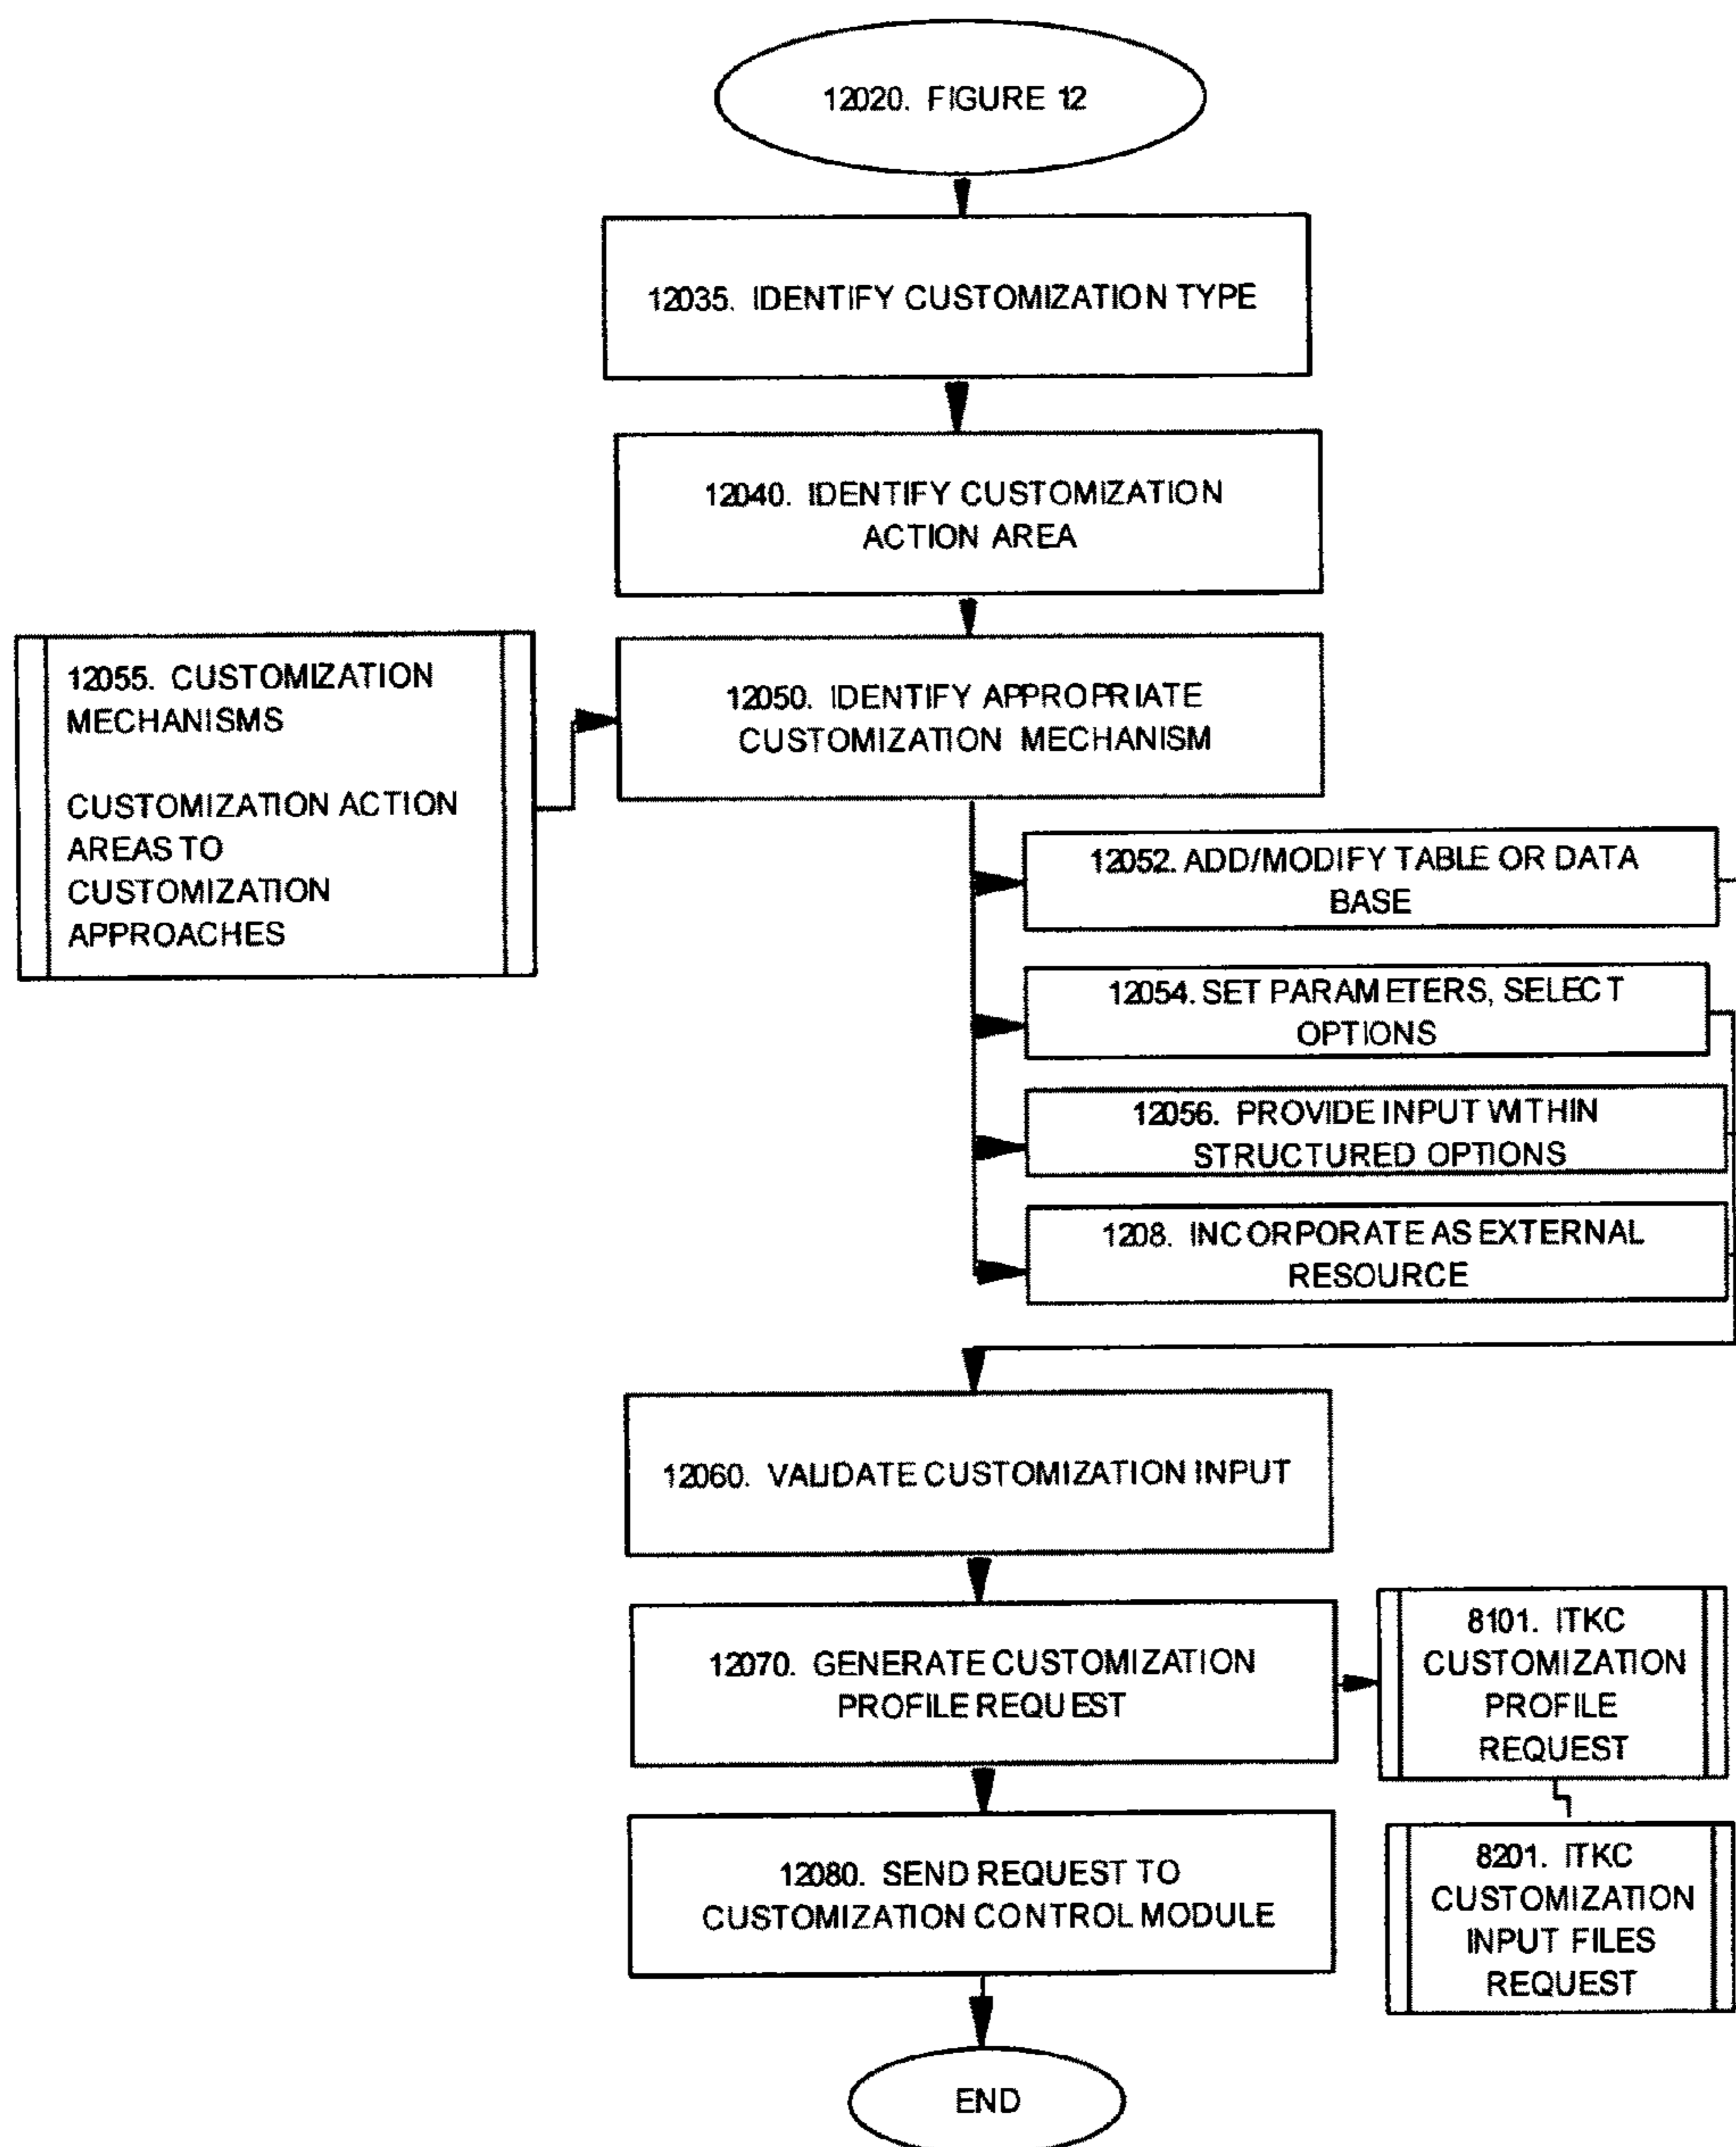 12020. FIGURE 12
12035. IDENTIFY CUSTOMIZATION TYPE
12040. IDENTIFY CUSTOMIZATION
ACTION AREA
12055. CUSTOMIZATION
MECHANISMS
CUSTOMIZATION ACTION
AREAS TO
CUSTOMIZATION
APPROACHES
12050. IDENTIFY APPROPRIATE
CUSTOMIZATION MECHANISM
12052. ADD/MODIFY TABLE OR DATA
BASE
12054. SET PARAMETERS, SELECT
OPTIONS
12056. PROVIDE INPUT WITHIN
STRUCTURED OPTIONS
1208. INCORPORATE AS EXTERNAL
RESOURCE
12060. VALIDATE CUSTOMIZATION INPUT
12070. GENERATE CUSTOMIZATION
PROFILE REQUEST
8101. ITKC
CUSTOMIZATION
PROFILE
REQUEST
12080. SEND REQUEST TO
CUSTOMIZATION CONTROL MODULE
8201. ITKC
CUSTOMIZATION
INPUT FILES
REQUEST
END